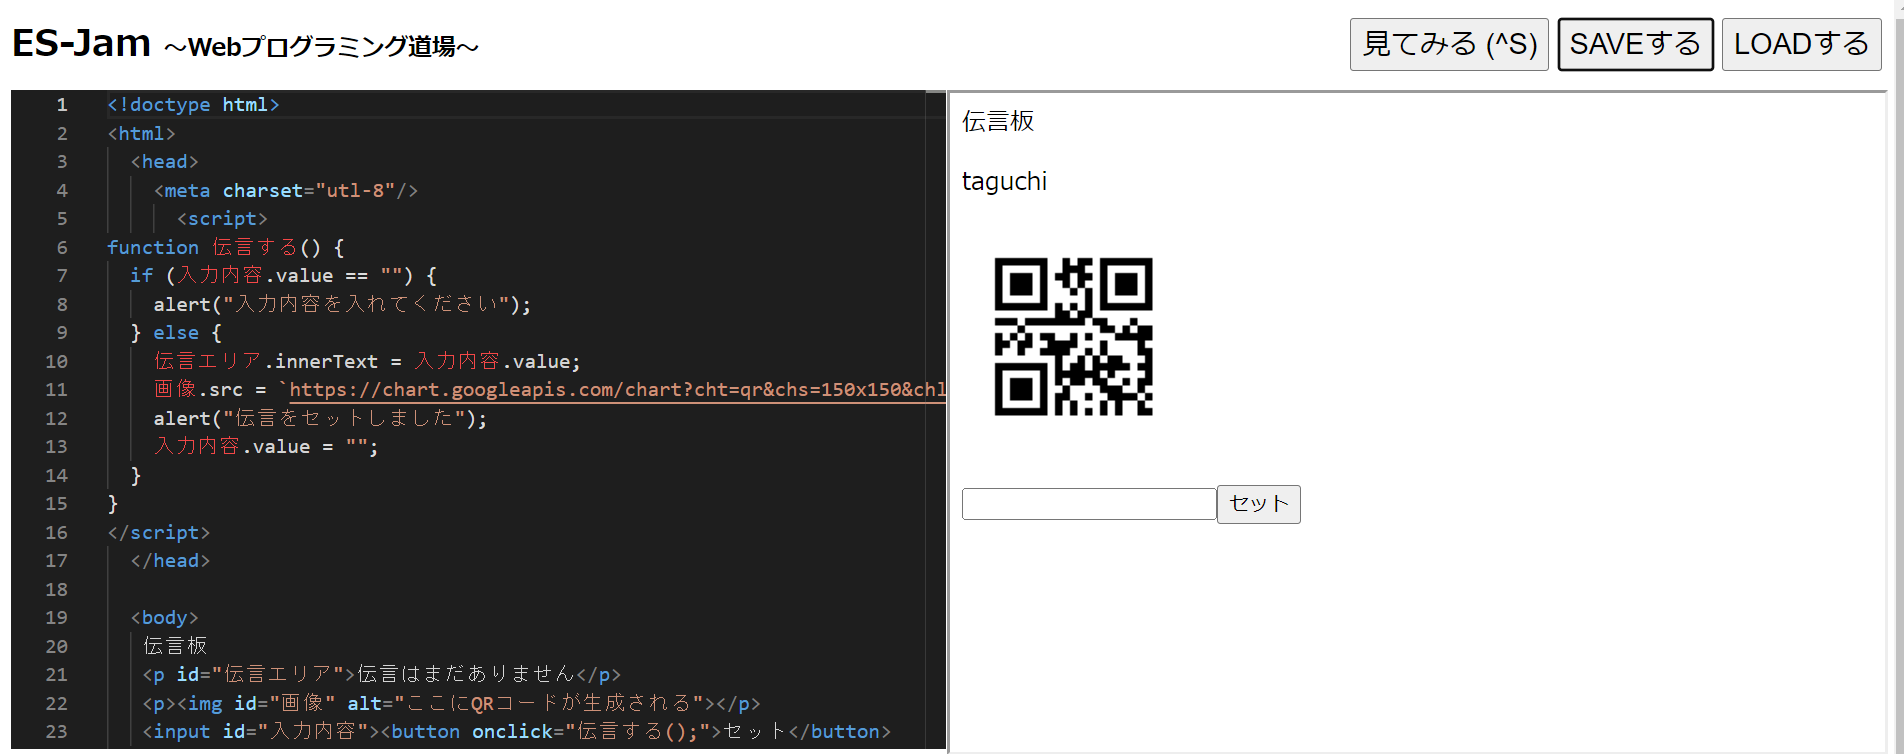 ES-Jam ～Webプログラミング道場～
見てみる (^S) SAVEする LOADする
1 <!doctype html>
2 <html>
3 <head>
4 <meta charset="utl-8"/>
5 <script>
6 function 伝言する() {
7 if (入力内容.value == "") {
8 alert("入力内容を入れてください");
9 } else {
10 伝言エリア.innerText = 入力内容.value;
11 画像.src = `https://chart.googleapis.com/chart?cht=qr&chs=150x150&chl
12 alert("伝言をセットしました");
13 入力内容.value = "";
14 }
15 }
16 </script>
17 </head>
18
19 <body>
20 伝言板
21 <p id="伝言エリア">伝言はまだありません</p>
22 <p><img id="画像" alt="ここにQRコードが生成される"></p>
23 <input id="入力内容"><button onclick="伝言する();">セット</button>
伝言板
taguchi
セット